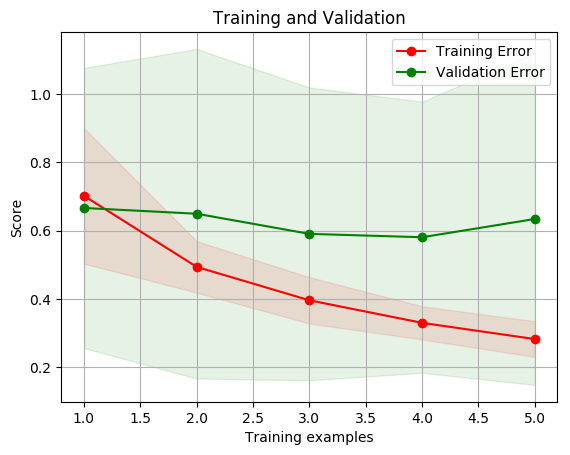 Training and Validation
Training Error
Validation Error
1.0
0.8
0.6
0.4
0.2
Score
1.0 1.5 2.0 2.5 3.0 3.5 4.0 4.5 5.0
Training examples